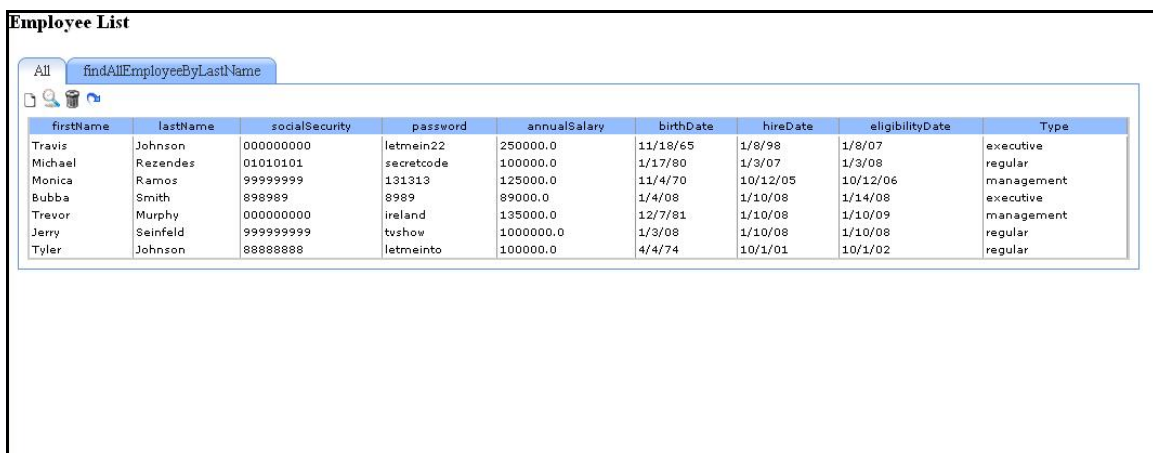 Employee List
All findAllEmployeeByLastName
firstName lastName socialSecurity password annualSalary birthDate hireDate eligibilityDate Type
Travis Johnson 000000000 letmein22 250000.0 11/18/65 1/8/98 1/8/07 executive
Michael Rezendes 01010101 secretcode 100000.0 1/17/80 1/3/07 1/3/08 regular
Monica Ramos 99999999 131313 125000.0 11/4/70 10/12/05 10/12/06 management
Bubba Smith 898989 8989 89000.0 1/4/08 1/10/08 1/14/08 executive
Trevor Murphy 000000000 ireland 135000.0 12/7/81 1/10/08 1/10/09 management
Jerry Seinfeld 999999999 tvshow 1000000.0 1/3/08 1/10/08 1/10/08 regular
Tyler Johnson 88888888 letmeinto 100000.0 4/4/74 10/1/01 10/1/02 regular